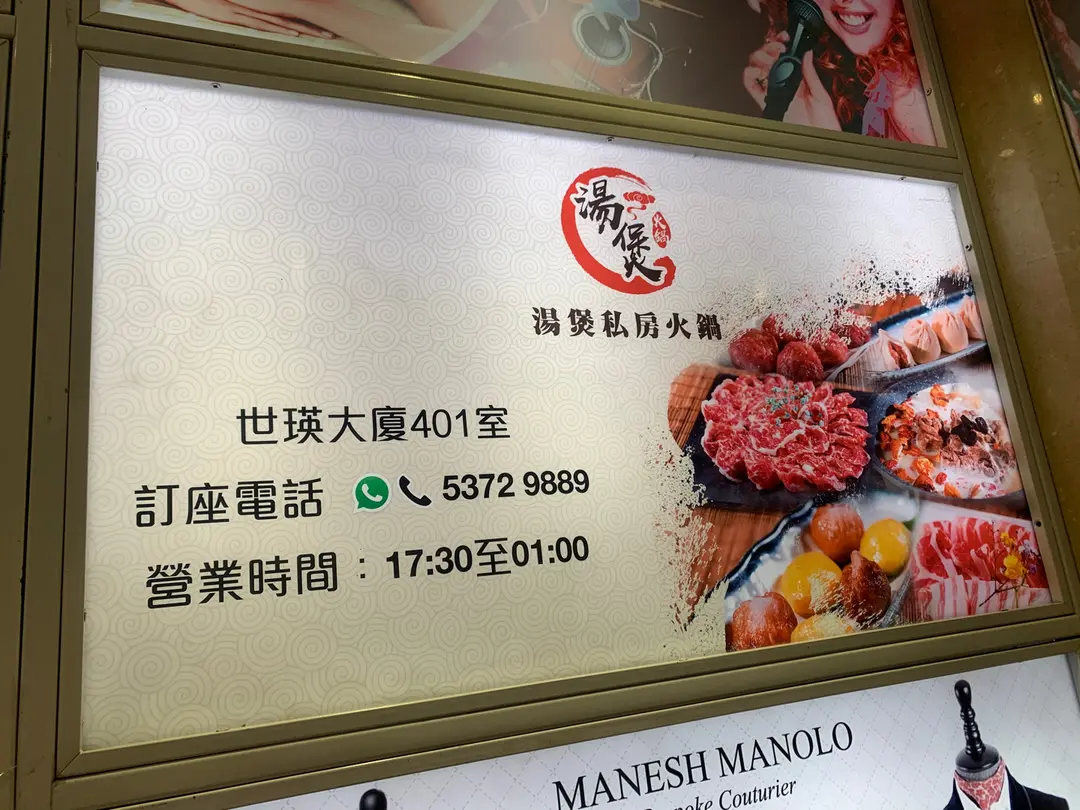 湯煲
火鍋
湯煲私房火鍋
世瑛大廈401室
訂座電話 5372 9889
營業時間：17:30至01:00
MANESH MANOLO
Couturier